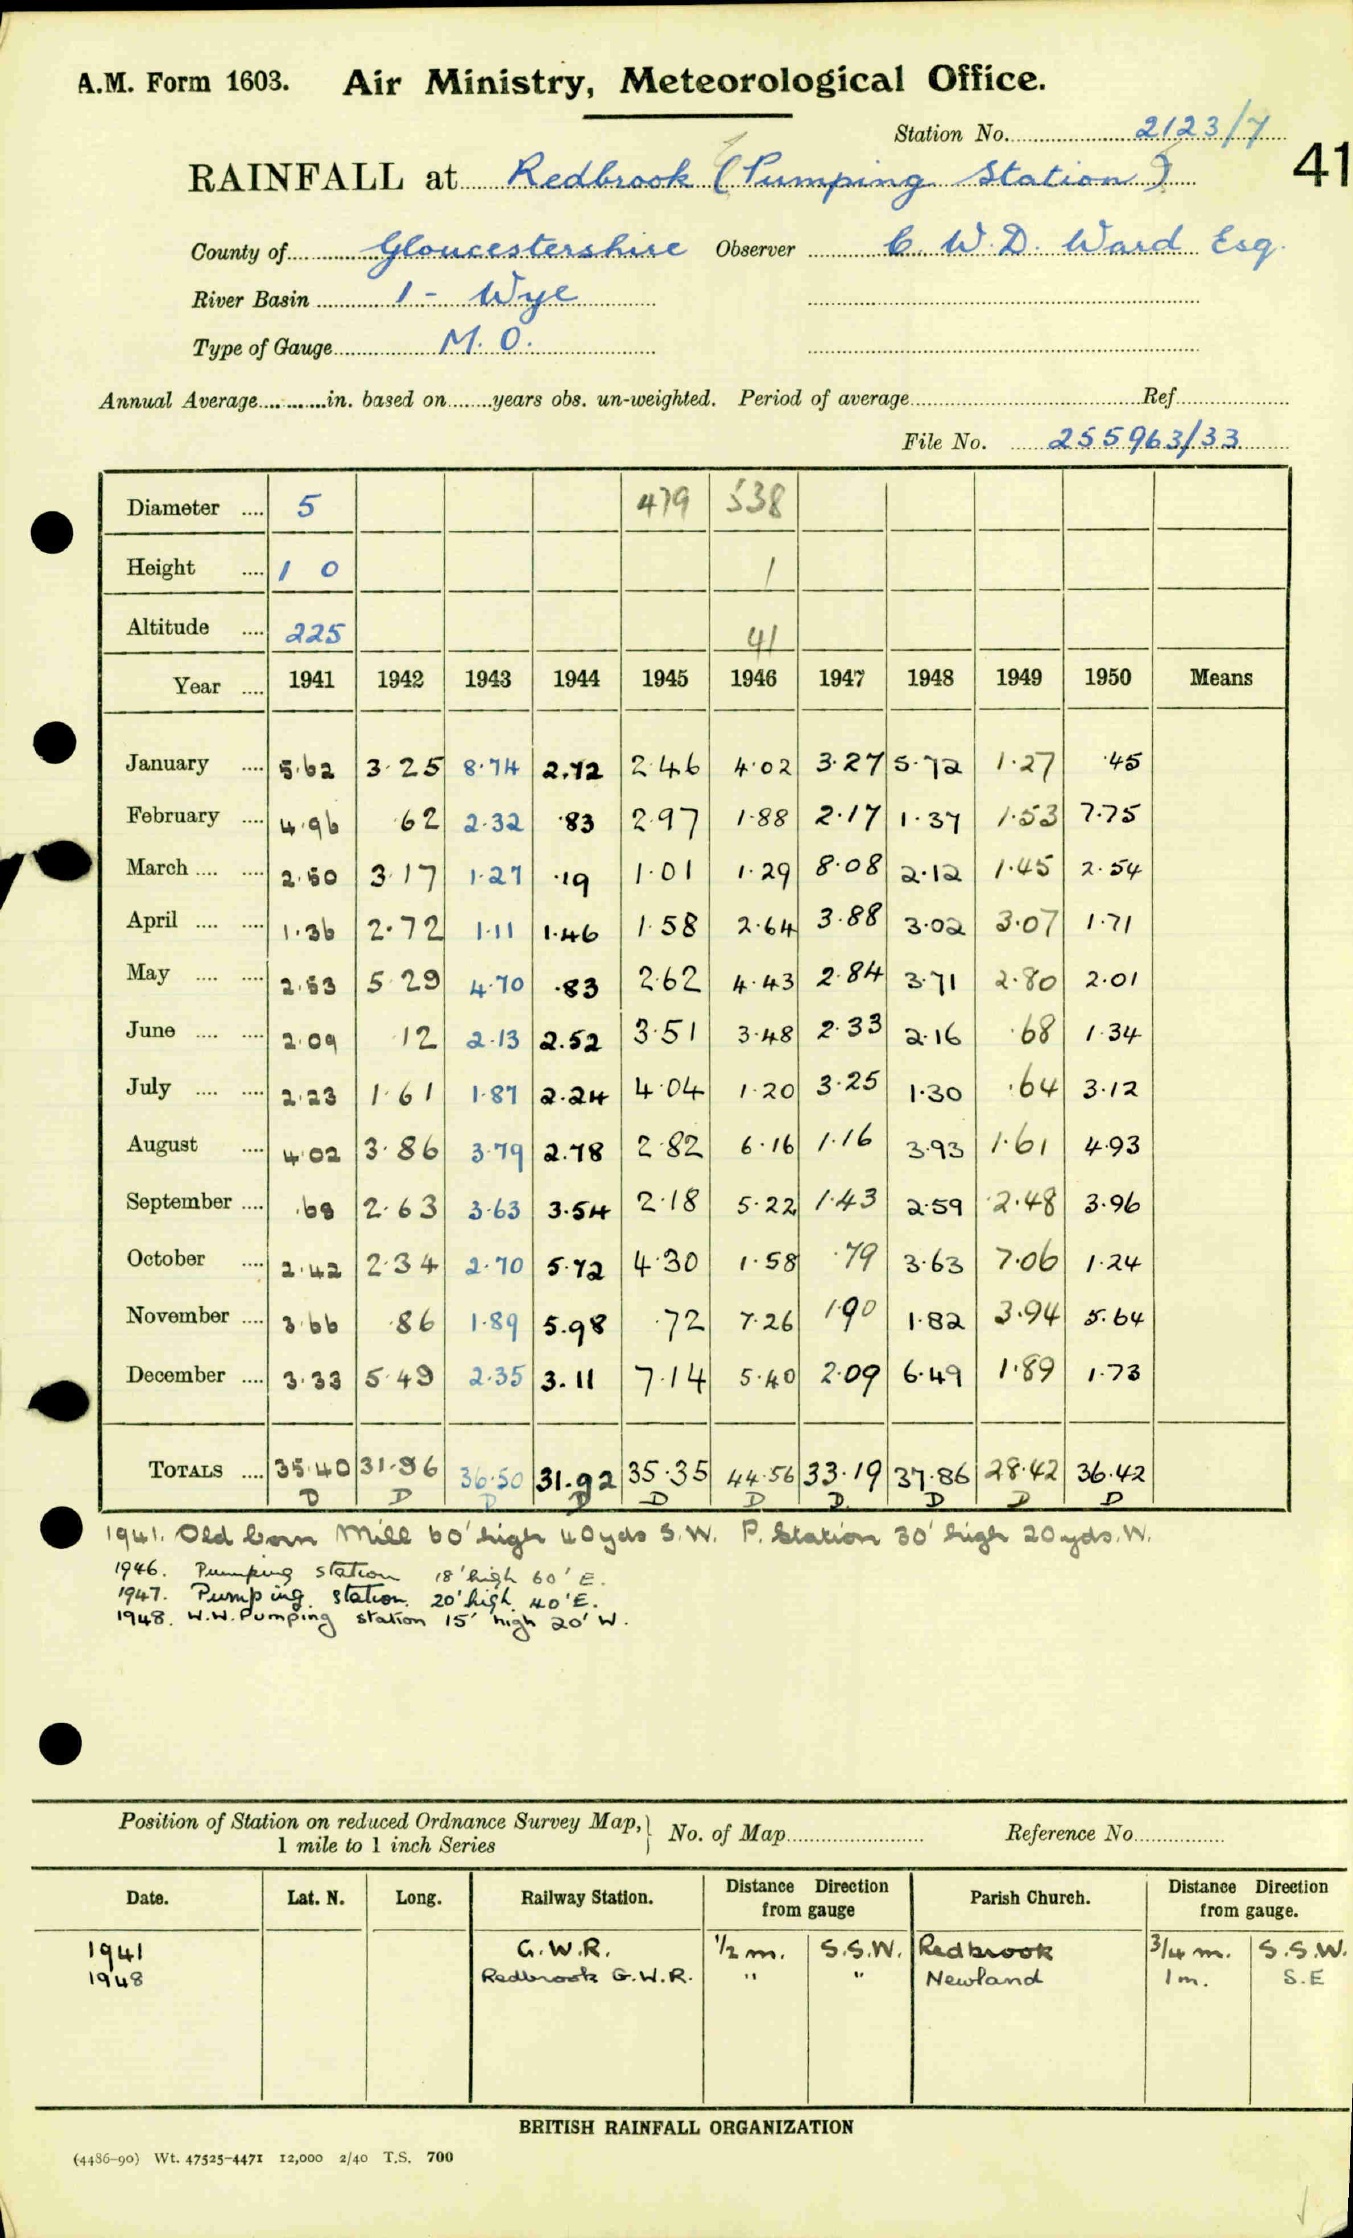 A.M. Form 1603. Air Ministry, Meteorological Office.
Station No. 2123/7
41
RAINFALL at Redbrook (Pumping Station)
County of Gloucestershire Observer C. W. D. Ward Esq.
River Basin 1 - Wye
Type of Gauge M. O.
Annual Average in. based on years obs. un-weighted. Period of average Ref
File No. 255963/33
Diameter 5 479 538
Height 1 0 1
Altitude 225 41
Year 1941 1942 1943 1944 1945 1946 1947 1948 1949 1950 Means
January 5.62 3.25 8.74 2.72 2.46 4.02 3.27 5.72 1.27 .45
February 4.96 .62 2.32 .83 2.97 1.88 2.17 1.37 1.53 7.75
March 2.50 3.17 1.27 .19 1.01 1.29 8.08 2.12 1.45 2.54
April 1.36 2.72 1.11 1.46 1.58 2.64 3.88 3.02 3.07 1.71
May 2.53 5.29 4.70 .83 2.62 4.43 2.84 3.71 2.80 2.01
June 2.09 .12 2.13 2.52 3.51 3.48 2.33 2.16 .68 1.34
July 2.23 1.61 1.87 2.24 4.04 1.20 3.25 1.30 .64 3.12
August 4.02 3.86 3.79 2.78 2.82 6.16 1.16 3.93 1.61 4.93
September .68 2.63 3.63 3.54 2.18 5.22 1.43 2.59 2.48 3.96
October 2.42 2.34 2.70 5.72 4.30 1.58 .79 3.63 7.06 1.24
November 3.66 .86 1.89 5.98 .72 7.26 1.90 1.82 3.94 5.64
December 3.33 5.49 2.35 3.11 7.14 5.40 2.09 6.49 1.89 1.73
TOTALS 35.40 31.96 36.50 31.92 35.35 44.56 33.19 37.86 28.42 36.42
D D D D D D D D D D
1941. Old Corn Mill 60' high 40yds S.W. P. Station 30' high 20yds. W.
1946. Pumping station 18' high 60' E.
1947. Pumping station 20' high 40' E.
1948. W.W. Pumping station 15' high 20' W.
Position of Station on reduced Ordnance Survey Map, No. of Map Reference No.
1 mile to 1 inch Series
Date. Lat. N. Long. Railway Station. Distance Direction from gauge Parish Church. Distance Direction from gauge.
1941 G.W.R. 1/2 m. S.S.W. Redbrook 3/4 m. S.S.W.
1948 Redbrook G.W.R. " " Newland 1 m. S.E
BRITISH RAINFALL ORGANIZATION
(4486-90) Wt. 47525-4471 12,000 2/40 T.S. 700